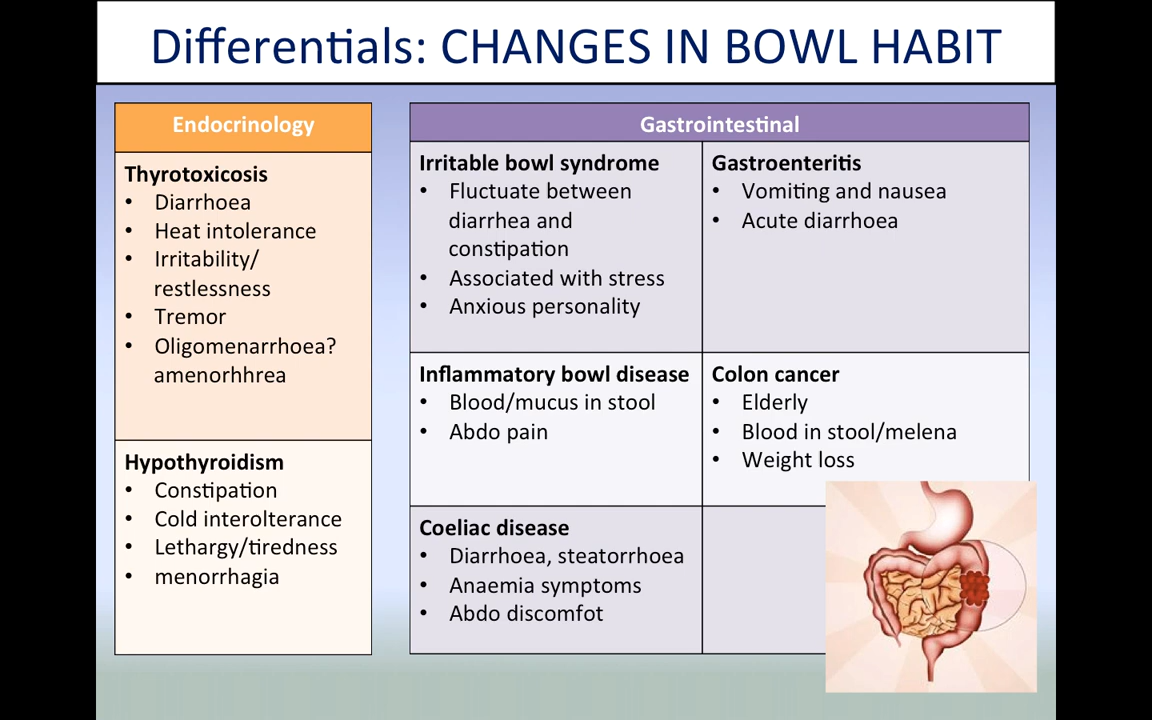 Differentials: CHANGES IN BOWL HABIT
Endocrinology
Thyrotoxicosis
• Diarrhoea
• Heat intolerance
• Irritability/
restlessness
• Tremor
• Oligomenarrhoea?
amenorhhrea
Hypothyroidism
• Constipation
• Cold interolterance
• Lethargy/tiredness
• menorrhagia
Gastrointestinal
Irritable bowl syndrome
• Fluctuate between
diarrhea and
constipation
• Associated with stress
• Anxious personality
Gastroenteritis
• Vomiting and nausea
• Acute diarrhoea
Inflammatory bowl disease
• Blood/mucus in stool
• Abdo pain
Colon cancer
• Elderly
• Blood in stool/melena
• Weight loss
Coeliac disease
• Diarrhoea, steatorrhoea
• Anaemia symptoms
• Abdo discomfot